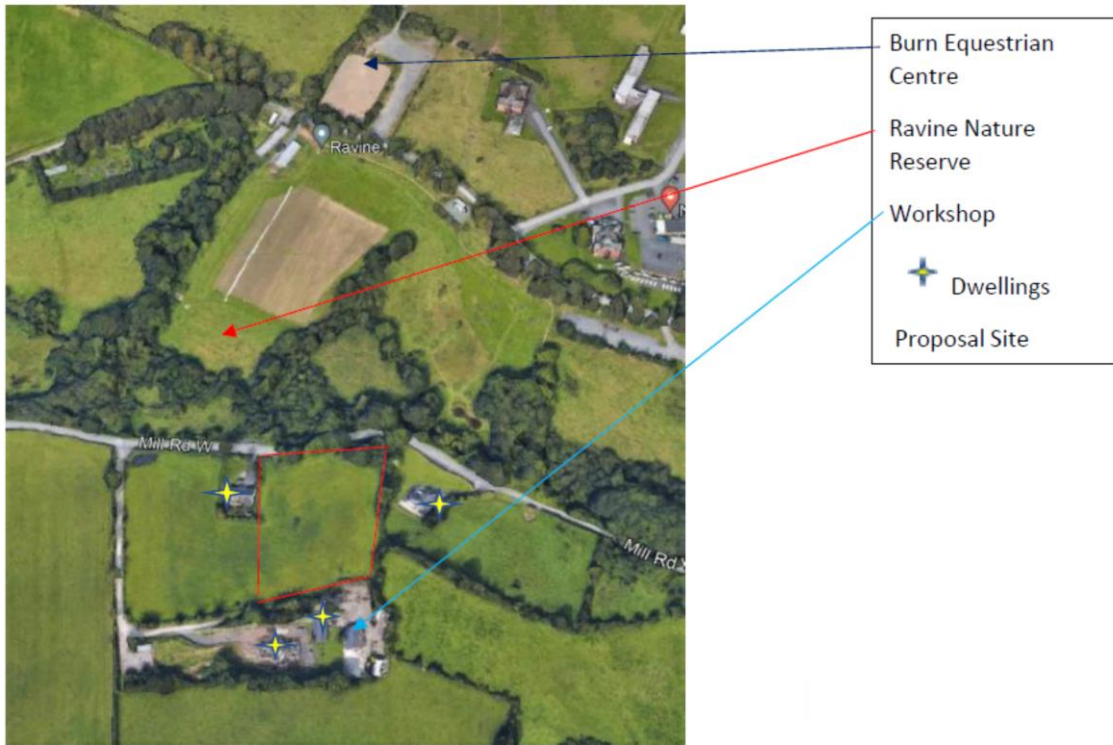 Burn Equestrian
Centre
Ravine Nature
Reserve
Workshop
Dwellings
Proposal Site
Ravine
Mill Rd W
Mill Rd